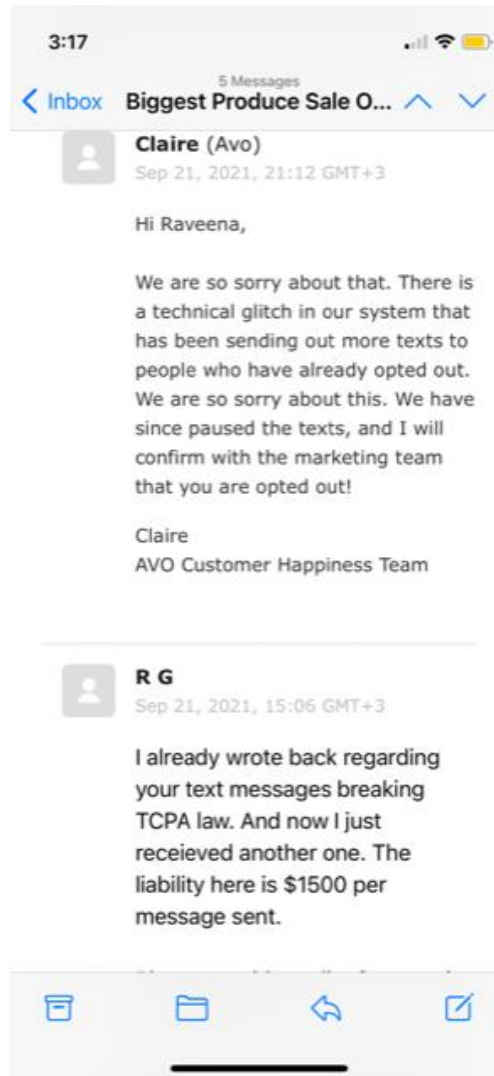 3:17
5 Messages
Inbox
Biggest Produce Sale O...
Claire (Avo)
Sep 21, 2021, 21:12 GMT+3
Hi Raveena,
We are so sorry about that. There is
a technical glitch in our system that
has been sending out more texts to
people who have already opted out.
We are so sorry about this. We have
since paused the texts, and I will
confirm with the marketing team
that you are opted out!
Claire
AVO Customer Happiness Team
R G
Sep 21, 2021, 15:06 GMT+3
I already wrote back regarding
your text messages breaking
TCPA law. And now I just
receieved another one. The
liability here is $1500 per
message sent.